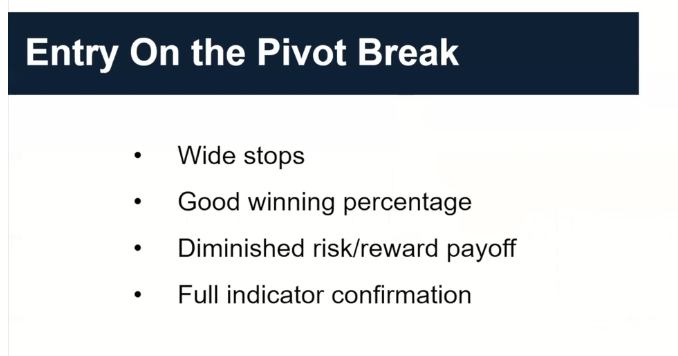 Entry On the Pivot Break
• Wide stops
• Good winning percentage
• Diminished risk/reward payoff
• Full indicator confirmation